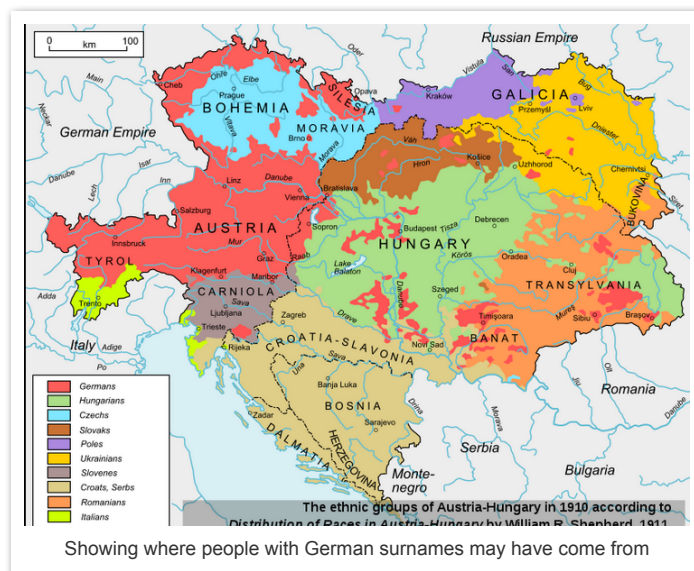 0 100
km
Russian Empire
German Empire
Main
Neckar
Danube
Lech
Isar
Inn
Cheb
Ohře
Elbe
Prague
BOHEMIA
Vltava
Oder
Opava
SILESIA
MORAVIA
Brno
Morava
Vistula
San
Kraków
GALICIA
Bug
Przemyśl
Lviv
Dniester
Chernivtsi
BUKOVINA
Siret
Váh
Hron
Košice
Uzhhorod
Linz
Danube
Vienna
Bratislava
Salzburg
AUSTRIA
Sopron
Innsbruck
TYROL
Mur
Graz
Raab
Klagenfurt
Maribor
Budapest
Tisza
Debrecen
HUNGARY
Lake
Balaton
Körös
Oradea
Cluj
TRANSYLVANIA
Danube
Szeged
Mureș
Timișoara
Sibiu
Brașov
BANAT
Adda
Trento
Italy
Adige
Po
CARNIOLA
Sava
Ljubljana
Trieste
Rijeka
Zagreb
Drava
CROATIA-SLAVONIA
Novi Sad
Sava
Una
Banja Luka
BOSNIA
Drina
Sarajevo
Zadar
DALMATIA
HERZEGOVINA
Monte-
negro
Serbia
Morava
Jiu
Olt
Romania
Danube
Bulgaria
Germans
Hungarians
Czechs
Slovaks
Poles
Ukrainians
Slovenes
Croats, Serbs
Romanians
Italians
The ethnic groups of Austria-Hungary in 1910 according to
Distribution of Races in Austria-Hungary by William R. Shepherd, 1911
Showing where people with German surnames may have come from